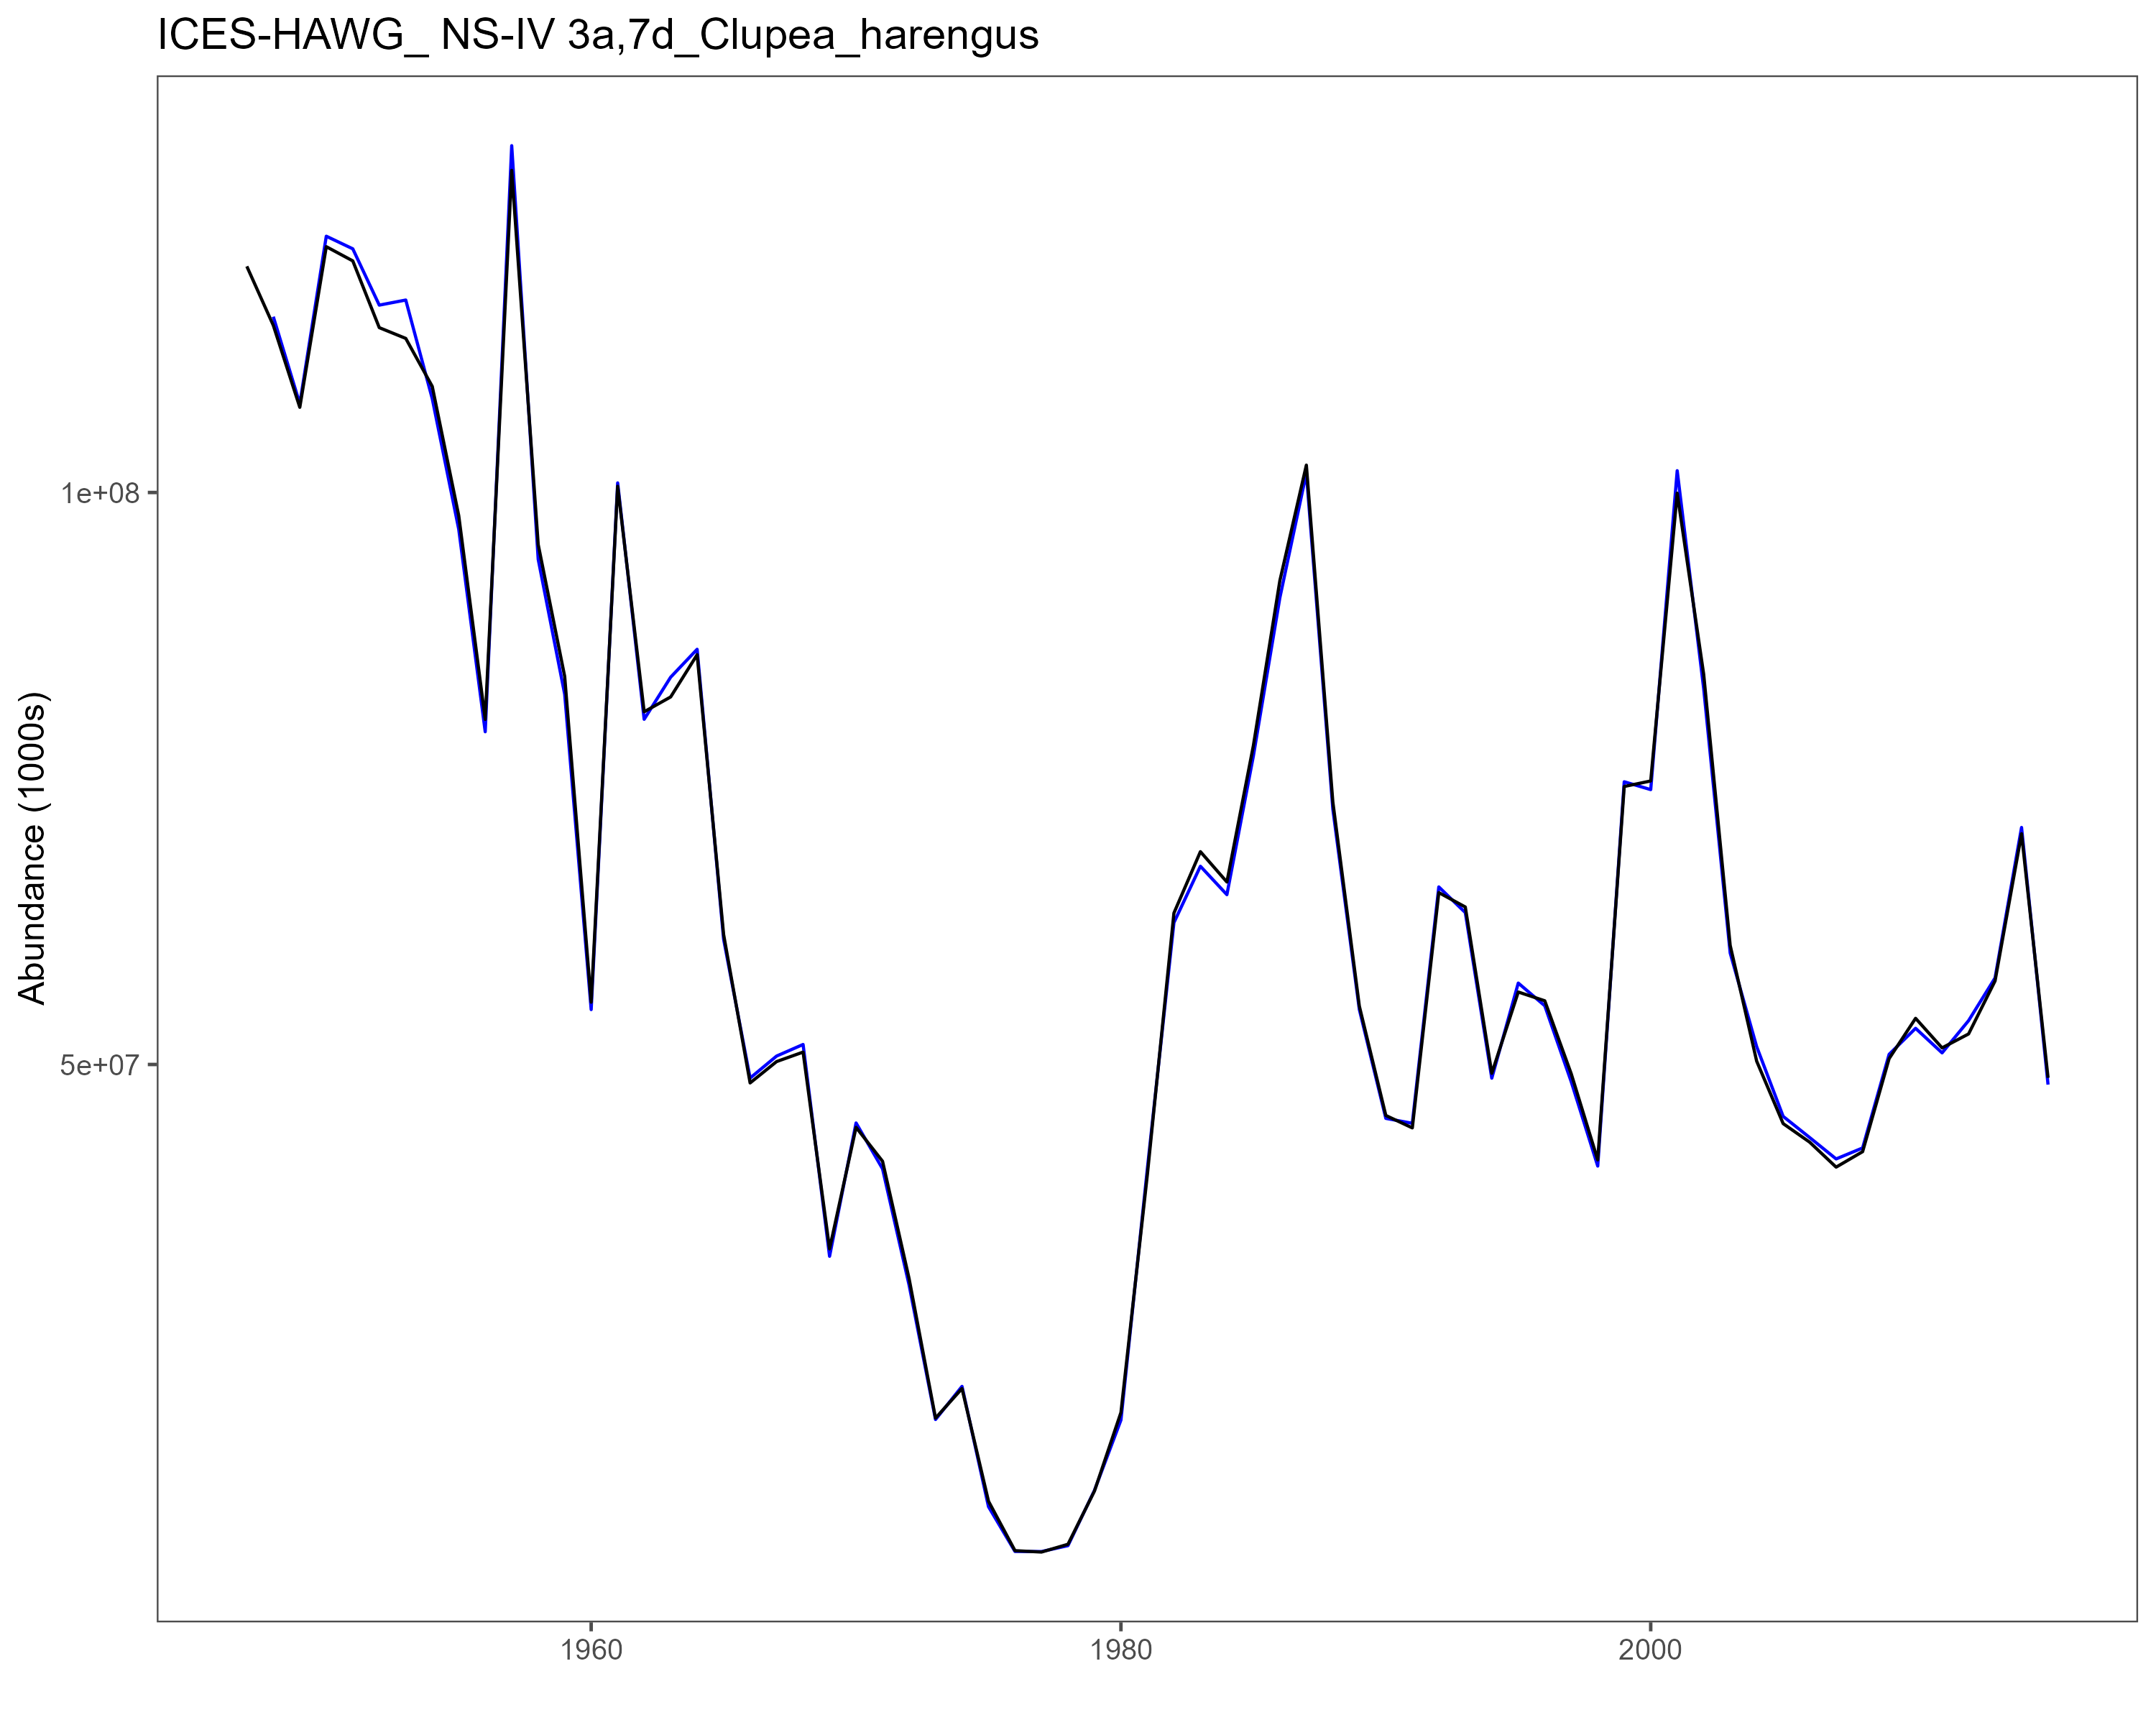 ICES-HAWG_ NS-IV 3a,7d_Clupea_harengus
Abundance (1000s)
1e+08
5e+07
1960 1980 2000